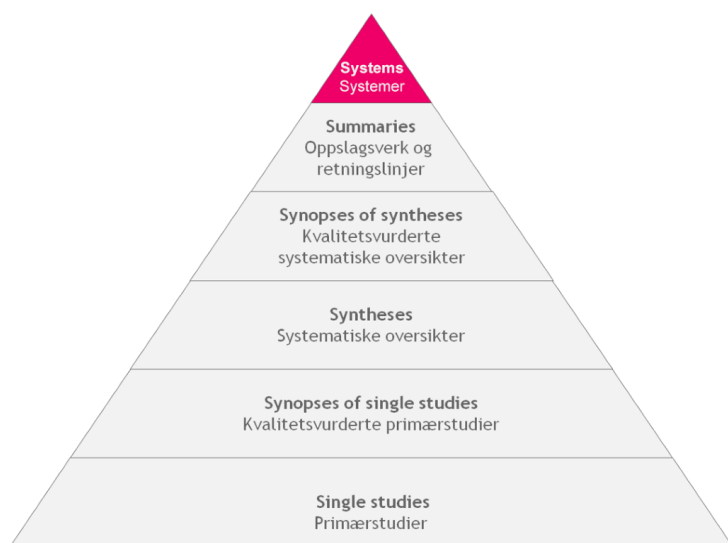 Systems
Systemer
Summaries
Oppslagsverk og
retningslinjer
Synopses of syntheses
Kvalitetsvurderte
systematiske oversikter
Syntheses
Systematiske oversikter
Synopses of single studies
Kvalitetsvurderte primærstudier
Single studies
Primærstudier